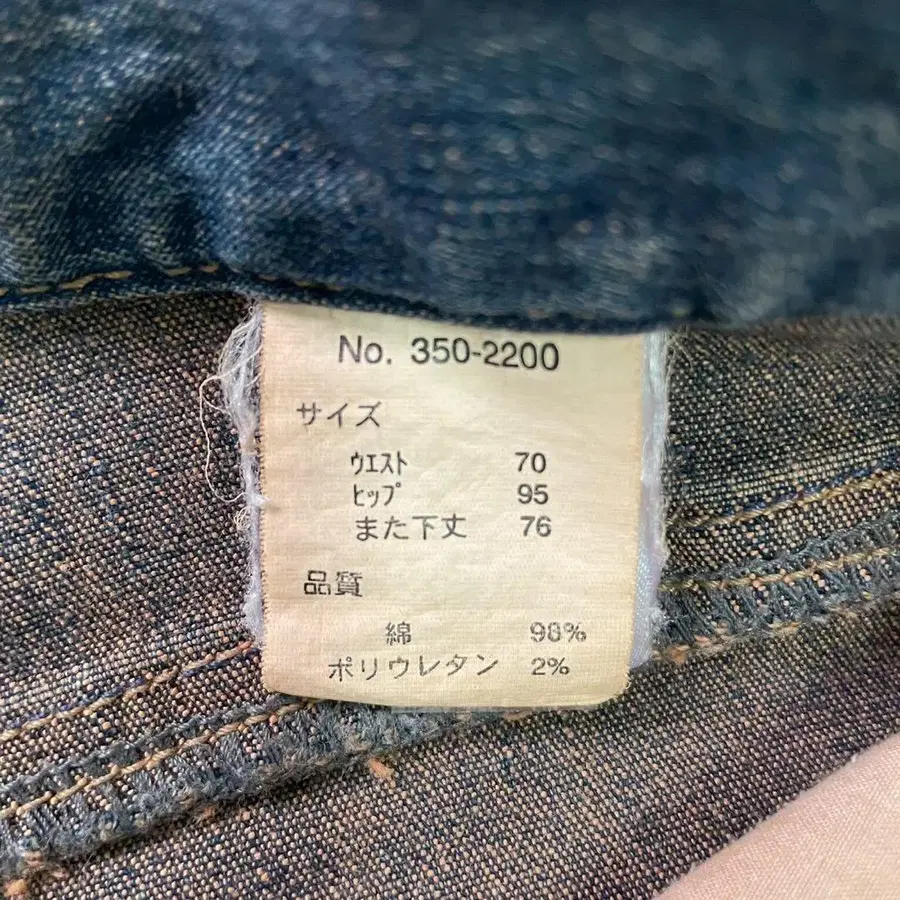 No. 350-2200
サイズ
ウエスト 70
ヒップ 95
また下丈 76
品質
綿 98%
ポリウレタン 2%